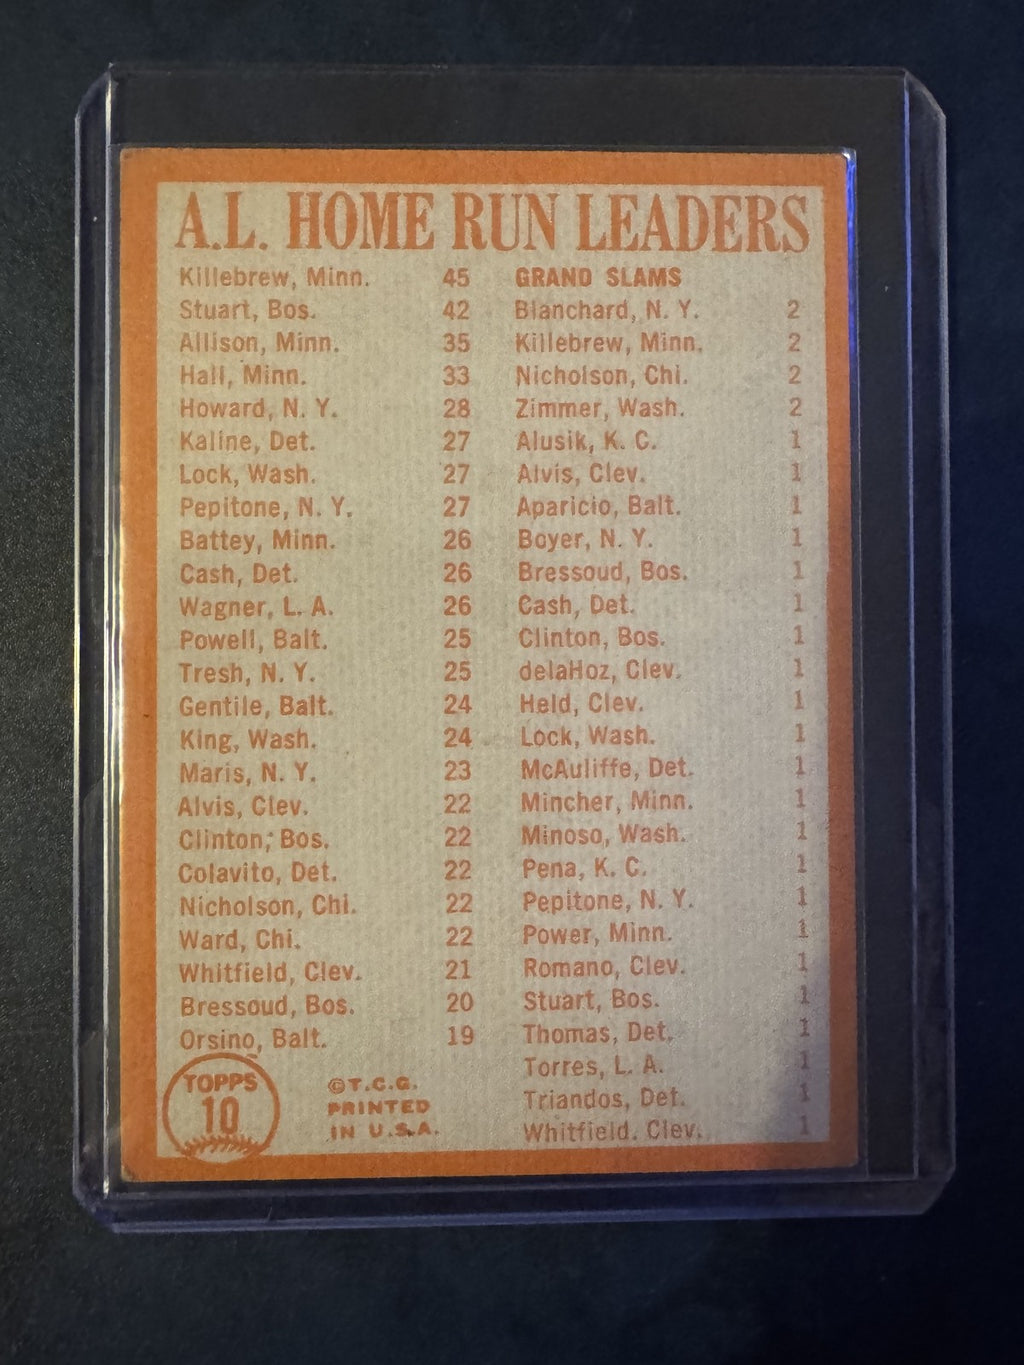 A.L. HOME RUN LEADERS
Killebrew, Minn. 45
Stuart, Bos. 42
Allison, Minn. 35
Hall, Minn. 33
Howard, N. Y. 28
Kaline, Det. 27
Lock, Wash. 27
Pepitone, N. Y. 27
Battey, Minn. 26
Cash, Det. 26
Wagner, L. A. 26
Powell, Balt. 25
Tresh, N. Y. 25
Gentile, Balt. 24
King, Wash. 24
Maris, N. Y. 23
Alvis, Clev. 22
Clinton, Bos. 22
Colavito, Det. 22
Nicholson, Chi. 22
Ward, Chi. 22
Whitfield, Clev. 21
Bressoud, Bos. 20
Orsino, Balt. 19
TOPPS
10
©T.C.G.
PRINTED
IN U.S.A.
GRAND SLAMS
Blanchard, N. Y. 2
Killebrew, Minn. 2
Nicholson, Chi. 2
Zimmer, Wash. 2
Alusik, K. C. 1
Alvis, Clev. 1
Aparicio, Balt. 1
Boyer, N. Y. 1
Bressoud, Bos. 1
Cash, Det. 1
Clinton, Bos. 1
delaHoz, Clev. 1
Held, Clev. 1
Lock, Wash. 1
McAuliffe, Det. 1
Mincher, Minn. 1
Minoso, Wash. 1
Pena, K. C. 1
Pepitone, N. Y. 1
Power, Minn. 1
Romano, Clev. 1
Stuart, Bos. 1
Thomas, Det. 1
Torres, L. A. 1
Triandos, Det. 1
Whitfield. Clev. 1